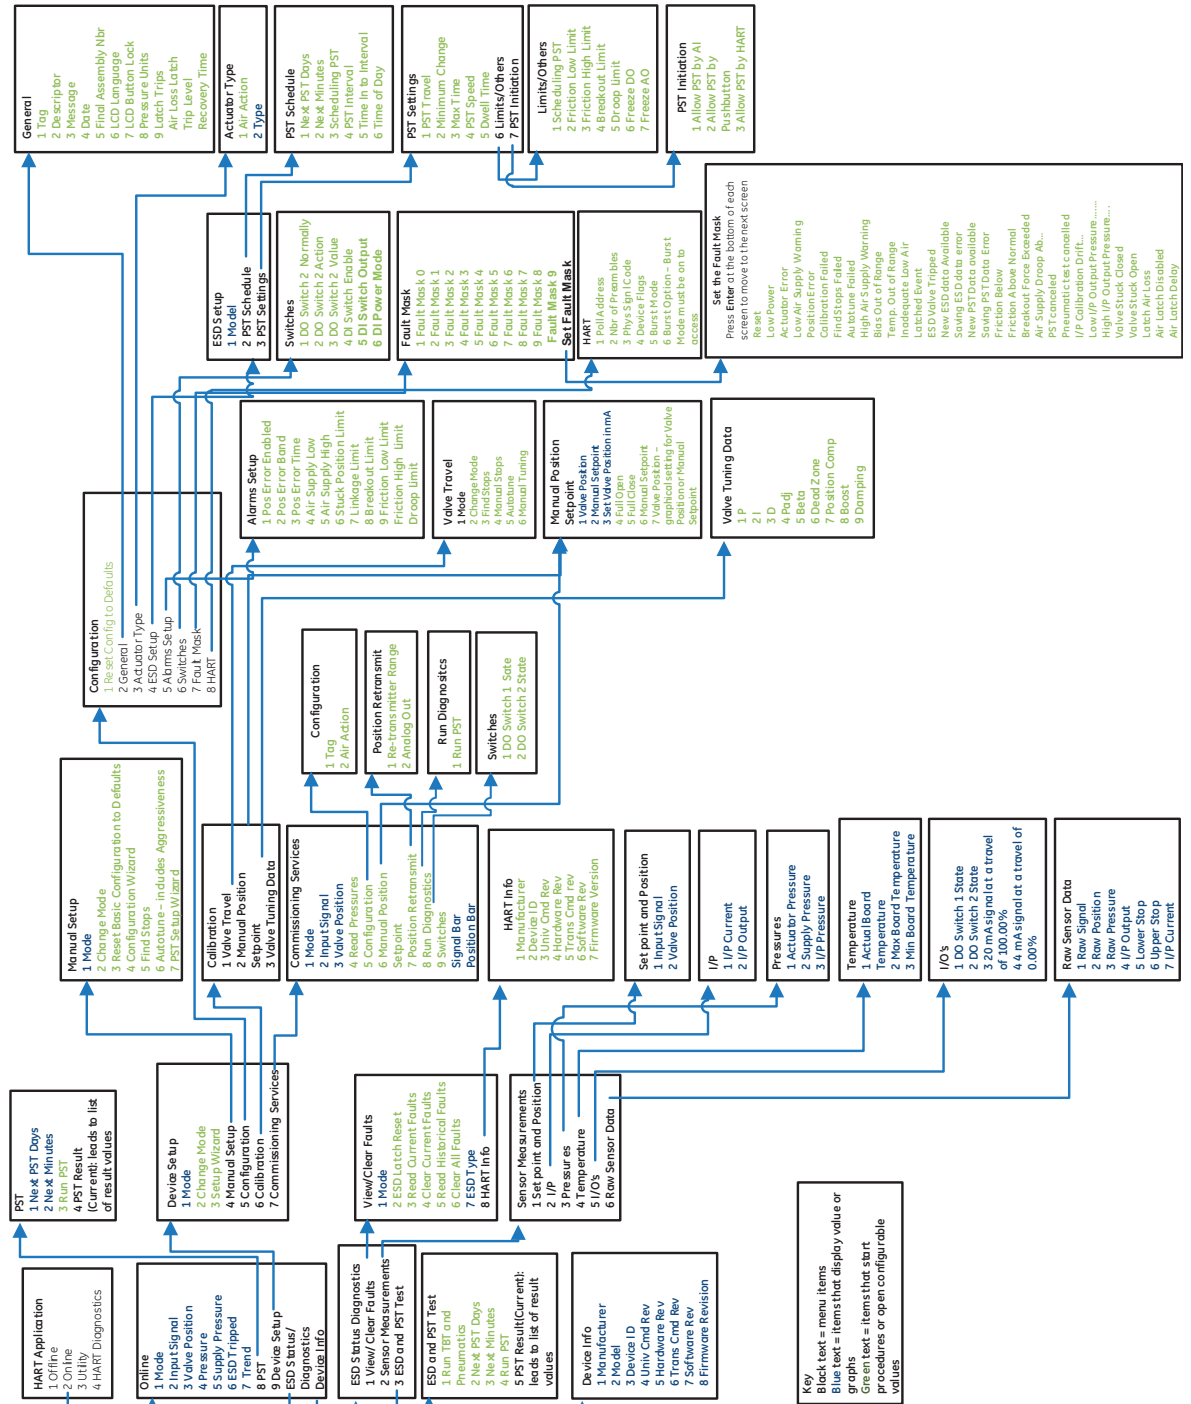 HART Application
1 Offline
2 Online
3 Utility
4 HART Diagnostics
Online
1 Mode
2 Input Signal
3 Valve Position
4 Pressure
5 Supply Pressure
6 ESD Tripped
7 Trend
8 PST
9 Device Setup
ESD Status/
Diagnostics
Device Info
ESD Status Diagnostics
1 View/ Clear Faults
2 Sensor Measurements
3 ESD and PST Test
ESD and PST Test
1 Run TBT and
Pneumatics
2 Next PST Days
3 Next Minutes
4 Run PST
5 PST Result(Current):
leads to list of result
values
Device Info
1 Manufacturer
2 Model
3 Device ID
4 Univ Cmd Rev
5 Hardware Rev
6 Trans Cmd Rev
7 Software Rev
8 Firmware Revision
Key
Black text = menu items
Blue text = items that display value or
graphs
Green text = items that start
procedures or open configurable
values
PST
1 Next PST Days
2 Next Minutes
3 Run PST
4 PST Result
(Current): leads to list
of result values
Device Setup
1 Mode
2 Change Mode
3 Setup Wizard
4 Manual Setup
5 Configuration
6 Calibration
7 Commissioning Services
View/Clear Faults
1 Mode
2 ESD Latch Reset
3 Read Current Faults
4 Clear Current Faults
5 Read Historical Faults
6 Clear All Faults
7 ESD Type
8 HART Info
Sensor Measurements
1 Setpoint and Position
2 I/P
3 Pressures
4 Temperature
5 I/O's
6 Raw Sensor Data
Manual Setup
1 Mode
2 Change Mode
3 Reset Basic Configuration to Defaults
4 Configuration Wizard
5 Find Stops
6 Autotune – includes Aggressiveness
7 PST Setup Wizard
Calibration
1 Valve Travel
2 Manual Position
Setpoint
3 Valve Tuning Data
Commissioning Services
1 Mode
2 Input Signal
3 Valve Position
4 Read Pressures
5 Configuration
6 Manual Position
Setpoint
7 Position Retransmit
8 Run Diagnostics
9 Switches
Signal Bar
Position Bar
HART Info
1 Manufacturer
2 Device ID
3 Univ Cmd Rev
4 Hardware Rev
5 Trans Cmd rev
6 Software Rev
7 Firmware Version
Setpoint and Position
1 Input Signal
2 Valve Position
I/P
1 I/P Current
2 I/P Output
Pressures
1 Actuator Pressure
2 Supply Pressure
3 I/P Pressure
Temperature
1 Actual Board
Temperature
2 Max Board Temperature
3 Min Board Temperature
I/O's
1 DO Switch 1 State
2 DO Switch 2 State
3 20 mA signal at a travel
of 100.00%
4 4 mA signal at a travel of
0.00%
Raw Sensor Data
1 Raw Signal
2 Raw Position
3 Raw Pressure
4 I/P Output
5 Lower Stop
6 Upper Stop
7 I/P Current
Configuration
1 Reset Config to Defaults
2 General
3 Actuator Type
4 ESD Setup
5 Alarms Setup
6 Switches
7 Fault Mask
8 HART
Configuration
1 Tag
2 Air Action
Position Retransmit
1 Re-transmitter Range
2 Analog Out
Run Diagnositcs
1 Run PST
Switches
1 DO Switch 1 Sate
2 DO Switch 2 State
Alarms Setup
1 Pos Error Enabled
2 Pos Error Band
3 Pos Error Time
4 Air Supply Low
5 Air Supply High
6 Stuck Position Limit
7 Linkage Limit
8 Breakout Limit
9 Friction Low Limit
Friction High Limit
Droop Limit
Valve Travel
1 Mode
2 Change Mode
3 Find Stops
4 Manual Stops
5 Autotune
6 Manual Tuning
Manual Position
Setpoint
1 Valve Position
2 Manual Setpoint
3 Set Valve Position in mA
4 Full Open
5 Full Close
6 Manual Setpoint
7 Valve Position –
graphical setting for Valve
Position or Manual
Setpoint
Valve Tuning Data
1 P
2 I
3 D
4 Padj
5 Beta
6 Dead Zone
7 Position Comp
8 Boost
9 Damping
ESD Setup
1 Model
2 PST Schedule
3 PST Settings
Switches
1 DO Switch 2 Normally
2 DO Switch 2 Action
3 DO Switch 2 Value
4 DI Switch Enable
5 DI Switch Output
6 DI Power Mode
Fault Mask
1 Fault Mask 0
2 Fault Mask 1
3 Fault Mask 2
4 Fault Mask 3
5 Fault Mask 4
6 Fault Mask 5
7 Fault Mask 6
8 Fault Mask 7
9 Fault Mask 8
Fault Mask 9
Set Fault Mask
HART
1 Poll Address
2 Nbr of Preambles
3 Phys Signl Code
4 Device Flags
5 Burst Mode
6 Burst Option – Burst
Mode must be on to
access
Set the Fault Mask
Press Enter at the bottom of each
screen to move to the next screen
Reset
Low Power
Actuator Error
Low Air Supply Warning
Position Error
Calibration Failed
Find Stops Failed
Autotune Failed
High Air Supply Warning
Bias Out of Range
Temp. Out of Range
Inadequate Low Air
Latched Event
ESD Valve Tripped
New ESD data Available
Saving ESD data error
New PST Data available
Saving PST Data Error
Friction Below
Friction Above Normal
Breakout Force Exceeded
Air Supply Droop Ab...
PST canceled
Pneumatic test cancelled
I/P Calibration Drift...
Low I/P Output Pressure......
High I/P Output Pressure....
Valve Stuck Closed
Valve Stuck Open
Latch Air Loss
Air Latch Disabled
Air Latch Delay
General
1 Tag
2 Descriptor
3 Message
4 Date
5 Final Assembly Nbr
6 LCD Language
7 LCD Button Lock
8 Pressure Units
9 Latch Trips
Air Loss Latch
Trip Level
Recovery Time
Actuator Type
1 Air Action
2 Type
PST Schedule
1 Next PST Days
2 Next Minutes
3 Scheduling PST
4 PST Interval
5 Time In to Interval
6 Time of Day
PST Settings
1 PST Travel
2 Minimum Change
3 Max Time
4 PST Speed
5 Dwell Time
6 Limits/Others
7 PST Initiation
Limits/Others
1 Scheduling PST
2 Friction Low Limit
3 Friction High Limit
4 Breakout Limit
5 Droop Limit
6 Freeze DO
7 Freeze AO
PST Initiation
1 Allow PST by AI
2 Allow PST by
Pushbutton
3 Allow PST by HART